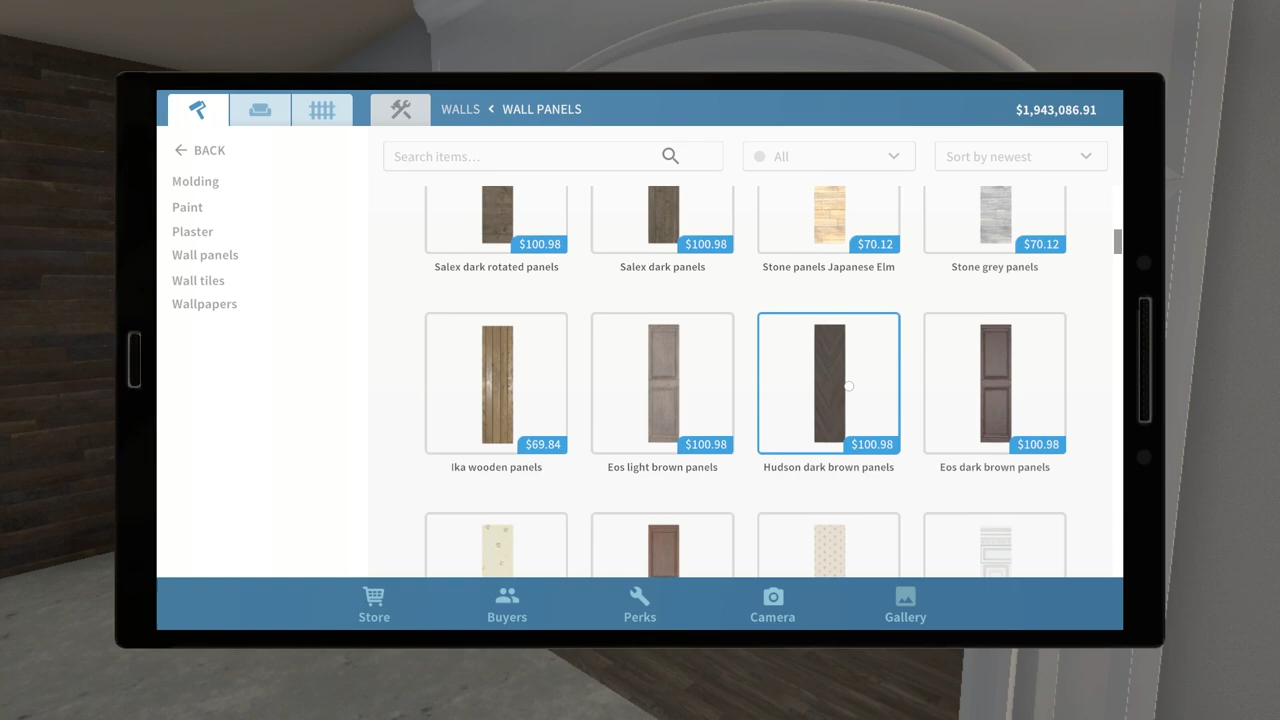 WALLS < WALL PANELS
$1,943,086.91
BACK
Molding
Paint
Plaster
Wall panels
Wall tiles
Wallpapers
Search items...
All
Sort by newest
$100.98
$100.98
$70.12
$70.12
Salex dark rotated panels
Salex dark panels
Stone panels Japanese Elm
Stone grey panels
$69.84
$100.98
$100.98
$100.98
Ika wooden panels
Eos light brown panels
Hudson dark brown panels
Eos dark brown panels
Store
Buyers
Perks
Camera
Gallery